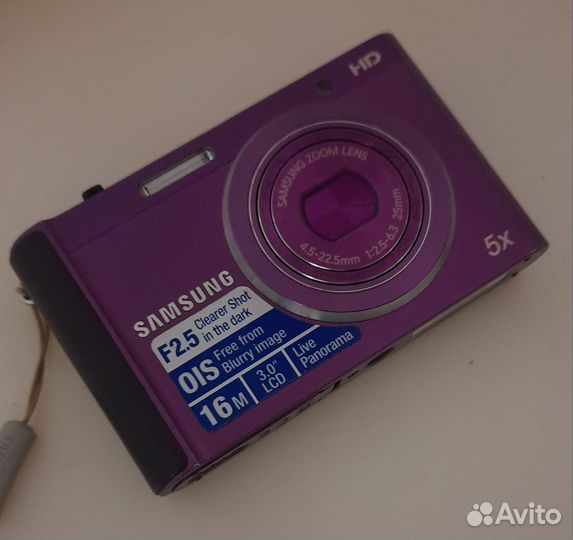 HD
SAMSUNG ZOOM LENS
4.5-22.5mm 1:2.5-6.3 25mm
5x
SAMSUNG
F2.5 Clearer Shot
in the dark
OIS Free from
Blurry image
16M 3.0" LCD Live Panorama
Avito